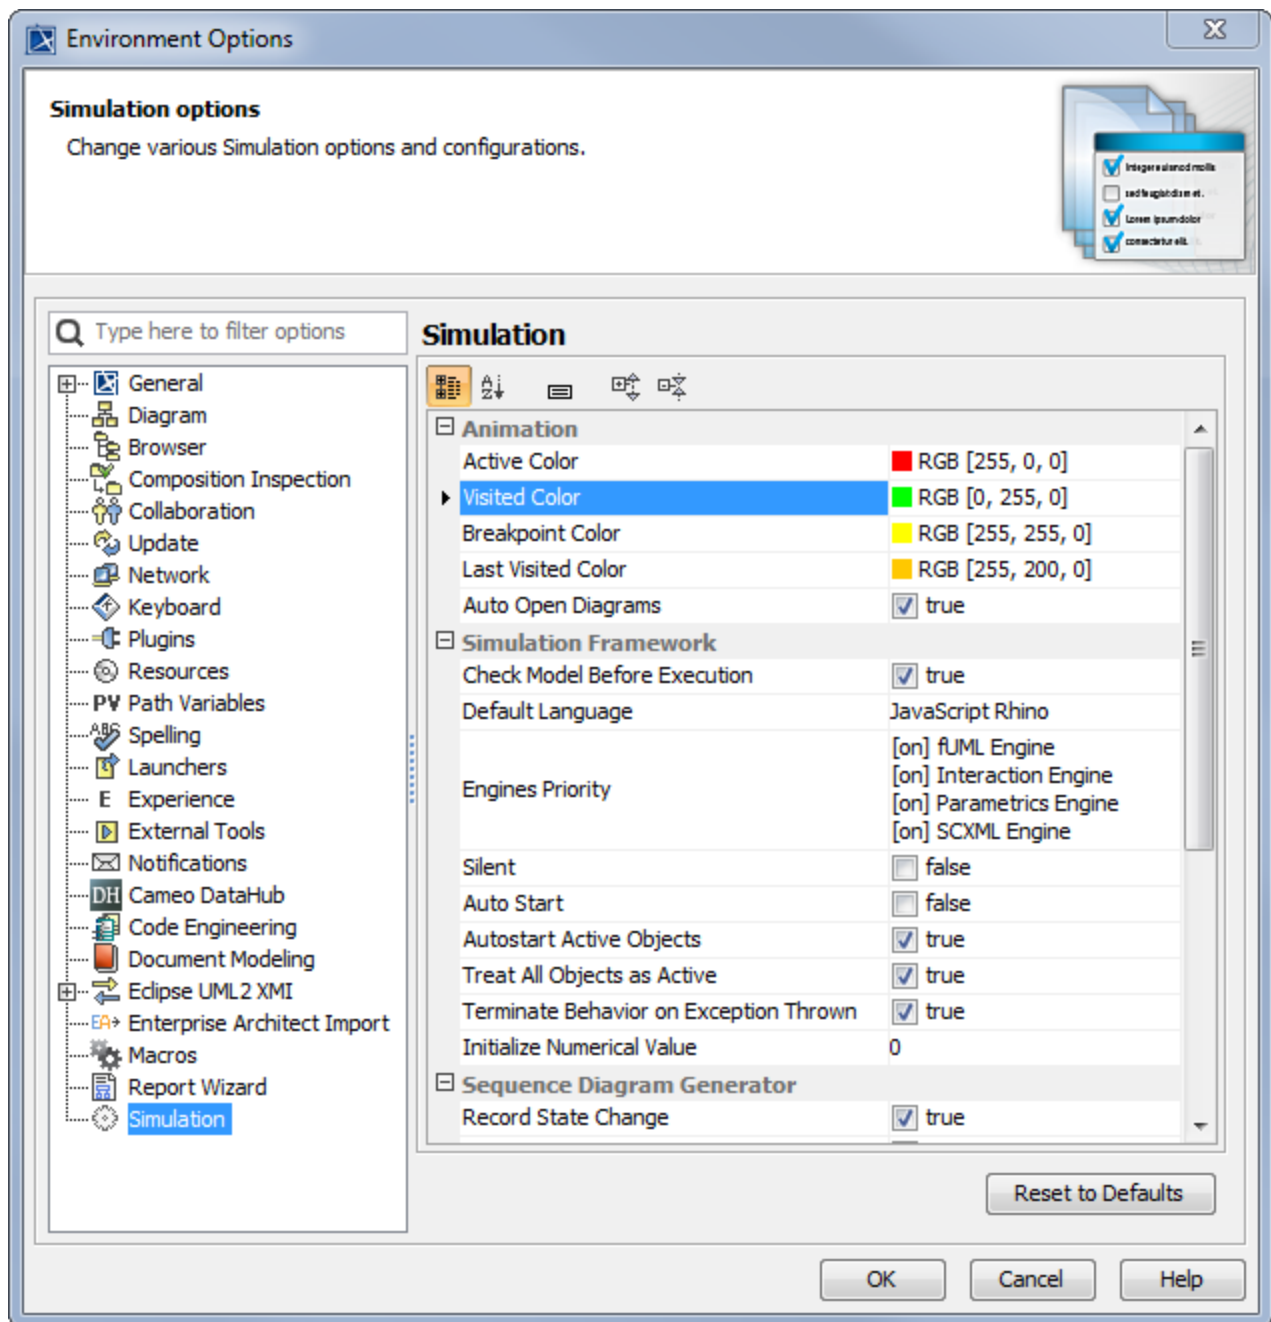 Environment Options
Simulation options
Change various Simulation options and configurations.
Lorem ipsum dolor
Type here to filter options
General
Diagram
Browser
Composition Inspection
Collaboration
Update
Network
Keyboard
Plugins
Resources
PV Path Variables
ABC Spelling
Launchers
E Experience
External Tools
Notifications
DH Cameo DataHub
Code Engineering
Document Modeling
Eclipse UML2 XMI
EA Enterprise Architect Import
Macros
Report Wizard
Simulation
Simulation
A Z
Animation
Active Color RGB [255, 0, 0]
Visited Color RGB [0, 255, 0]
Breakpoint Color RGB [255, 255, 0]
Last Visited Color RGB [255, 200, 0]
Auto Open Diagrams true
Simulation Framework
Check Model Before Execution true
Default Language JavaScript Rhino
Engines Priority
[on] fUML Engine
[on] Interaction Engine
[on] Parametrics Engine
[on] SCXML Engine
Silent false
Auto Start false
Autostart Active Objects true
Treat All Objects as Active true
Terminate Behavior on Exception Thrown true
Initialize Numerical Value 0
Sequence Diagram Generator
Record State Change true
Reset to Defaults
OK Cancel Help